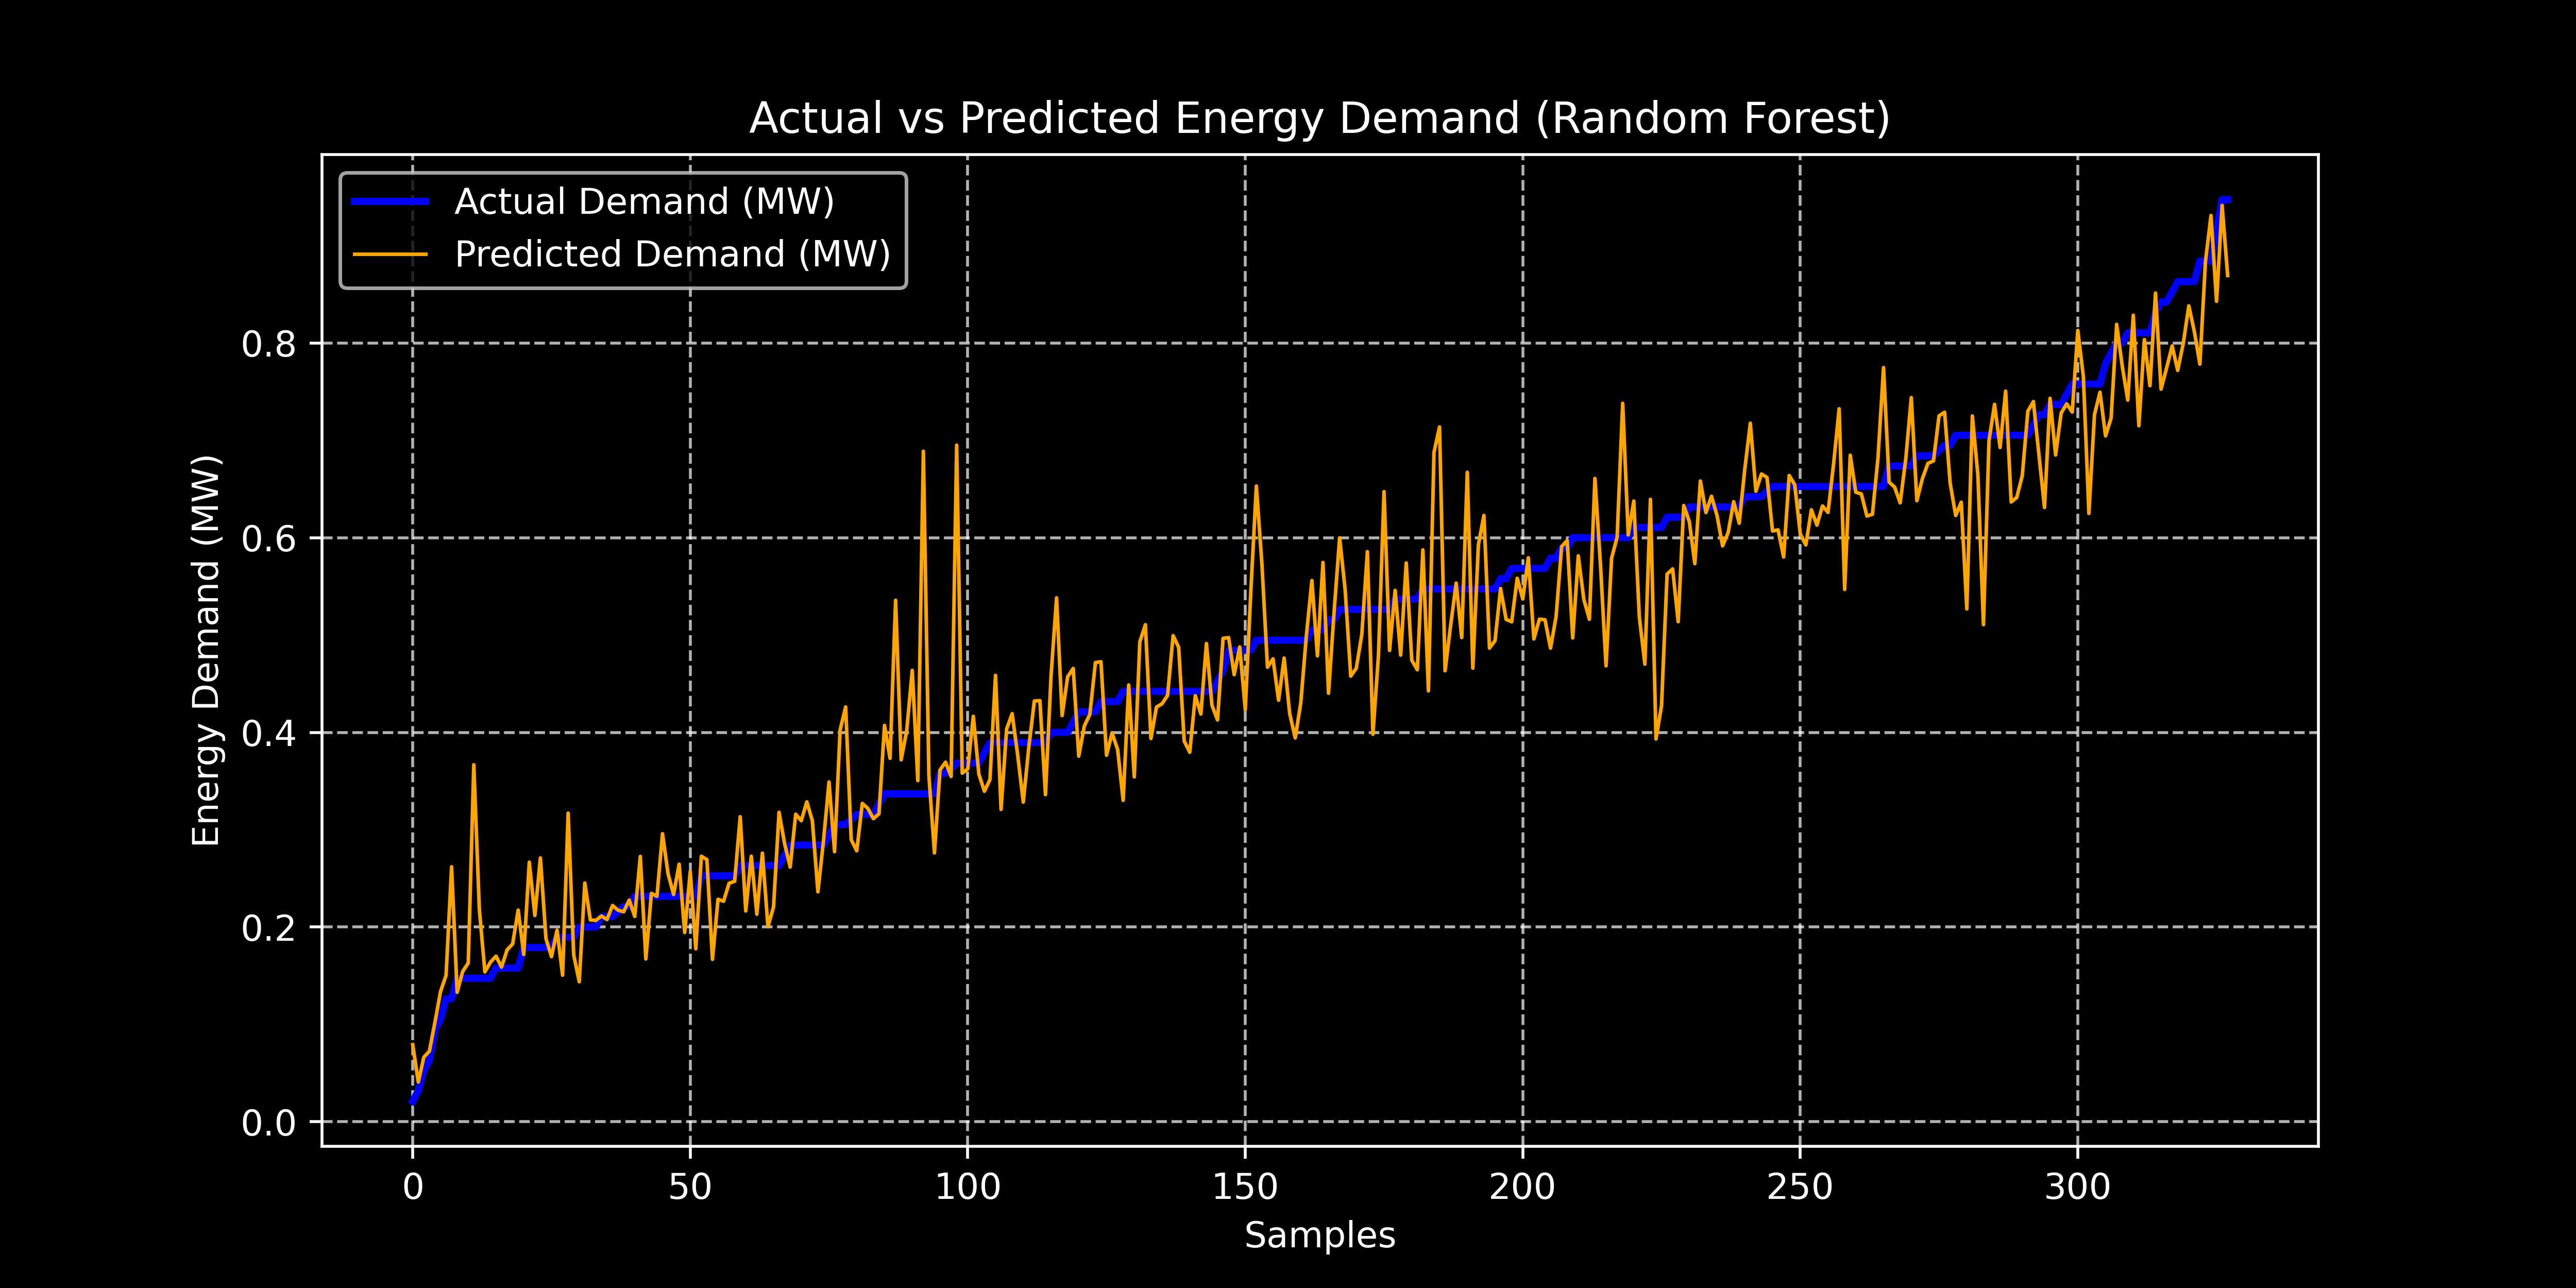 Actual vs Predicted Energy Demand (Random Forest)
Actual Demand (MW)
Predicted Demand (MW)
Energy Demand (MW)
0.8
0.6
0.4
0.2
0.0
0
50
100
150
200
250
300
Samples